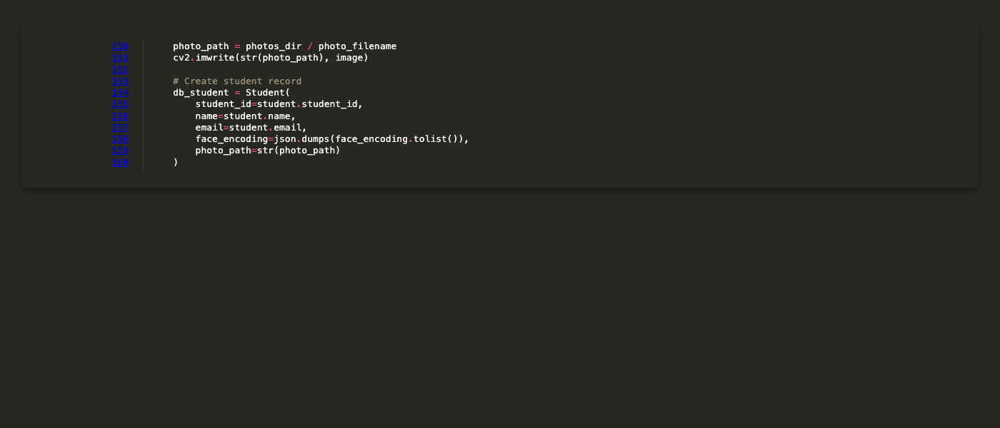 150 photo_path = photos_dir / photo_filename
151 cv2.imwrite(str(photo_path), image)
152
153 # Create student record
154 db_student = Student(
155 student_id=student.student_id,
156 name=student.name,
157 email=student.email,
158 face_encoding=json.dumps(face_encoding.tolist()),
159 photo_path=str(photo_path)
160 )